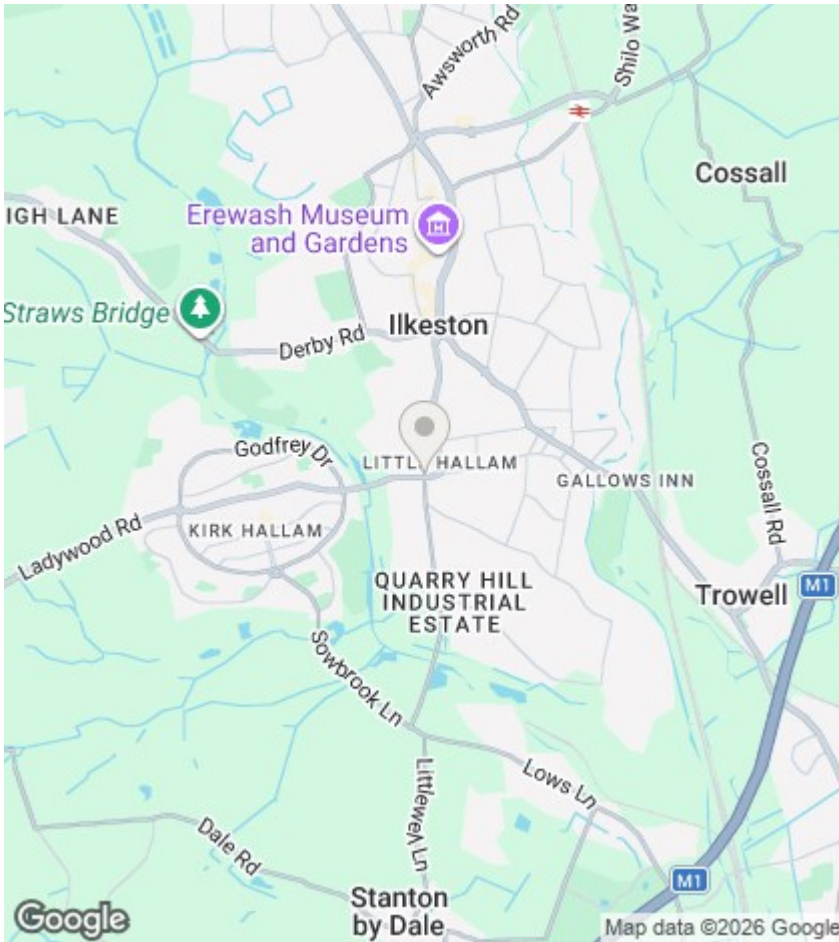 Awsworth Rd
Shilo Wa
Cossall
IGH LANE
Erewash Museum
and Gardens
Straws Bridge
Derby Rd
Ilkeston
Godfrey Dr
LITTL HALLAM
GALLOWS INN
Cossall Rd
Ladywood Rd
KIRK HALLAM
QUARRY HILL
INDUSTRIAL
ESTATE
Trowell
M1
Sowbrook Ln
Littlewell Ln
Lows Ln
Dale Rd
M1
Stanton
by Dale
Google
Map data ©2026 Google